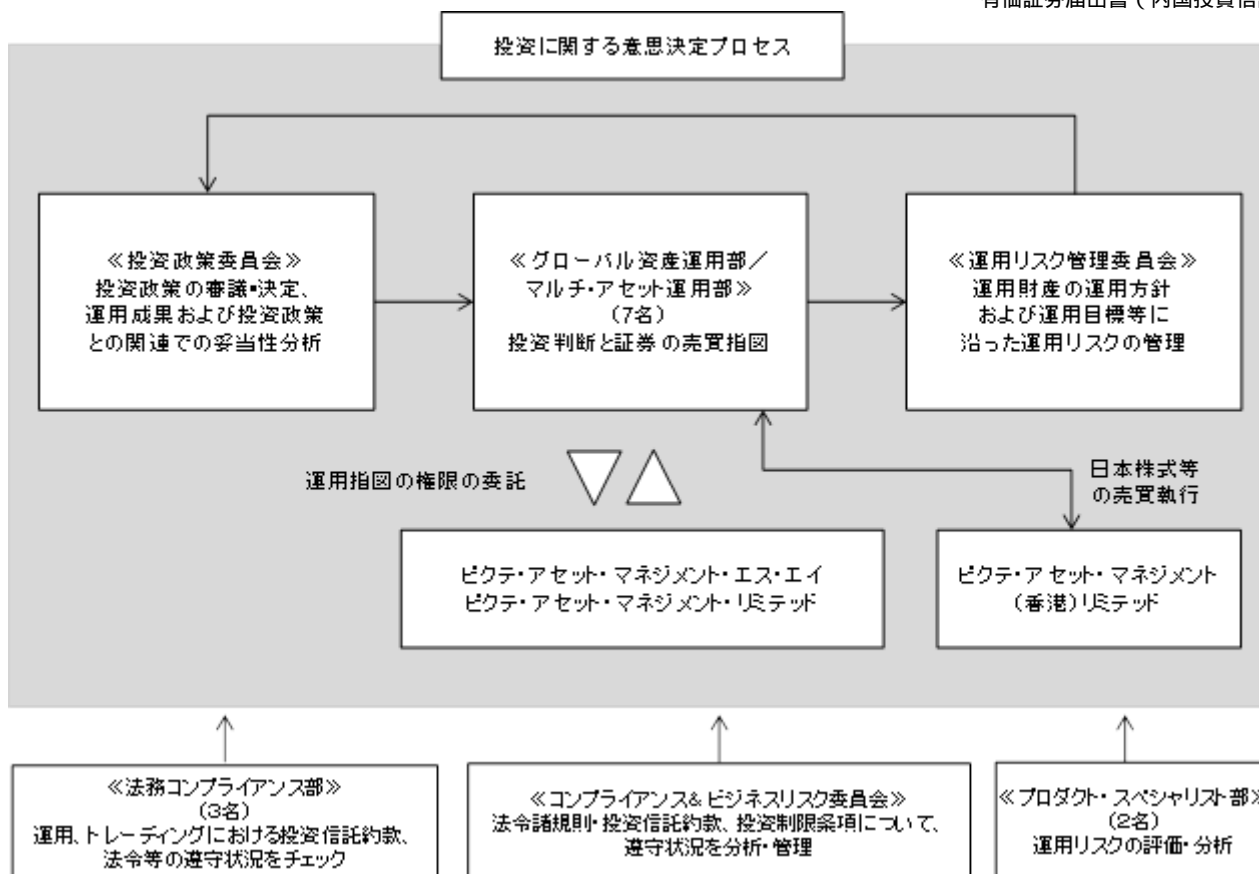 有価証券届出書（内国投資信
投資に関する意思決定プロセス
≪投資政策委員会≫
投資政策の審議・決定、
運用成果および投資政策
との関連での妥当性分析
≪グローバル資産運用部／
マルチ・アセット運用部≫
(7名)
投資判断と証券の売買指図
≪運用リスク管理委員会≫
運用財産の運用方針
および運用目標等に
沿った運用リスクの管理
運用指図の権限の委託
日本株式等
の売買執行
ピクテ・アセット・マネジメント・エス・エイ
ピクテ・アセット・マネジメント・リミテッド
ピクテ・アセット・マネジメント
(香港)リミテッド
≪法務コンプライアンス部≫
(3名)
運用、トレーディングにおける投資信託約款、
法令等の遵守状況をチェック
≪コンプライアンス&ビジネスリスク委員会≫
法令諸規則・投資信託約款、投資制限条項について、
遵守状況を分析・管理
≪プロダクト・スペシャリスト部≫
(2名)
運用リスクの評価・分析